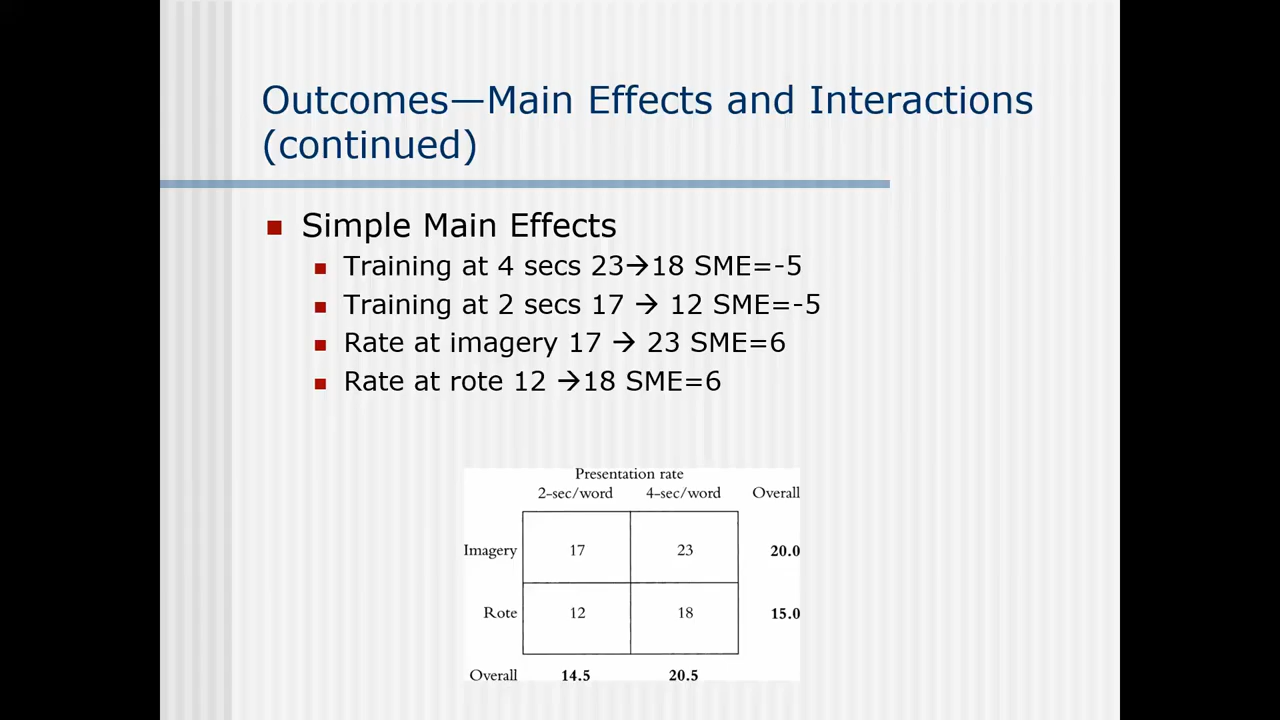 Outcomes—Main Effects and Interactions
(continued)
Simple Main Effects
Training at 4 secs 23→18 SME=-5
Training at 2 secs 17 → 12 SME=-5
Rate at imagery 17 → 23 SME=6
Rate at rote 12 →18 SME=6
Presentation rate
2-sec/word 4-sec/word Overall
Imagery 17 23 20.0
Rote 12 18 15.0
Overall 14.5 20.5